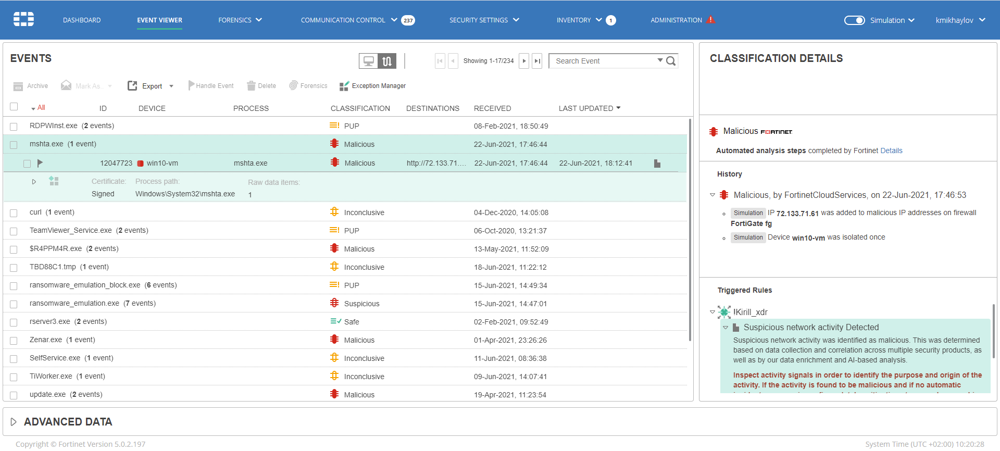 DASHBOARD EVENT VIEWER FORENSICS COMMUNICATION CONTROL 237 SECURITY SETTINGS INVENTORY 1 ADMINISTRATION Simulation kmikhaylov
EVENTS
Showing 1-17/234 Search Event
Archive Mark As.. Export Handle Event Delete Forensics Exception Manager
All ID DEVICE PROCESS CLASSIFICATION DESTINATIONS RECEIVED LAST UPDATED
RDPWInst.exe (2 events) PUP 08-Feb-2021, 18:50:49
mshta.exe (1 event) Malicious 22-Jun-2021, 17:46:44
12047723 win10-vm mshta.exe Malicious http://72.133.71.... 22-Jun-2021, 17:46:44 22-Jun-2021, 18:12:41
Certificate: Process path: Raw data items:
Signed Windows\System32\mshta.exe 1
curl (1 event) Inconclusive 04-Dec-2020, 14:05:08
TeamViewer_Service.exe (2 events) PUP 06-Oct-2020, 13:21:37
$R4PPM4R.exe (2 events) Malicious 13-May-2021, 11:52:09
TBD88C1.tmp (1 event) Inconclusive 18-Jun-2021, 11:22:12
ransomware_emulation_block.exe (6 events) PUP 15-Jun-2021, 14:49:34
ransomware_emulation.exe (7 events) Suspicious 15-Jun-2021, 14:47:01
rserver3.exe (2 events) Safe 02-Feb-2021, 09:52:49
Zenar.exe (1 event) Malicious 01-Apr-2021, 23:26:26
SelfService.exe (1 event) Inconclusive 11-Jun-2021, 08:36:38
TiWorker.exe (1 event) Inconclusive 09-Jun-2021, 14:07:41
update.exe (2 events) Malicious 19-Apr-2021, 11:23:54
CLASSIFICATION DETAILS
Malicious FORTINET
Automated analysis steps completed by Fortinet Details
History
Malicious, by FortinetCloudServices, on 22-Jun-2021, 17:46:53
Simulation IP 72.133.71.61 was added to malicious IP addresses on firewall
FortiGate fg
Simulation Device win10-vm was isolated once
Triggered Rules
!Kirill_xdr
Suspicious network activity Detected
Suspicious network activity was identified as malicious. This was determined
based on data collection and correlation across multiple security products, as
well as by our data enrichment and AI-based analysis.
Inspect activity signals in order to identify the purpose and origin of the
activity. If the activity is found to be malicious and if no automatic
ADVANCED DATA
Copyright © Fortinet Version 5.0.2.197 System Time (UTC +02:00) 10:20:28